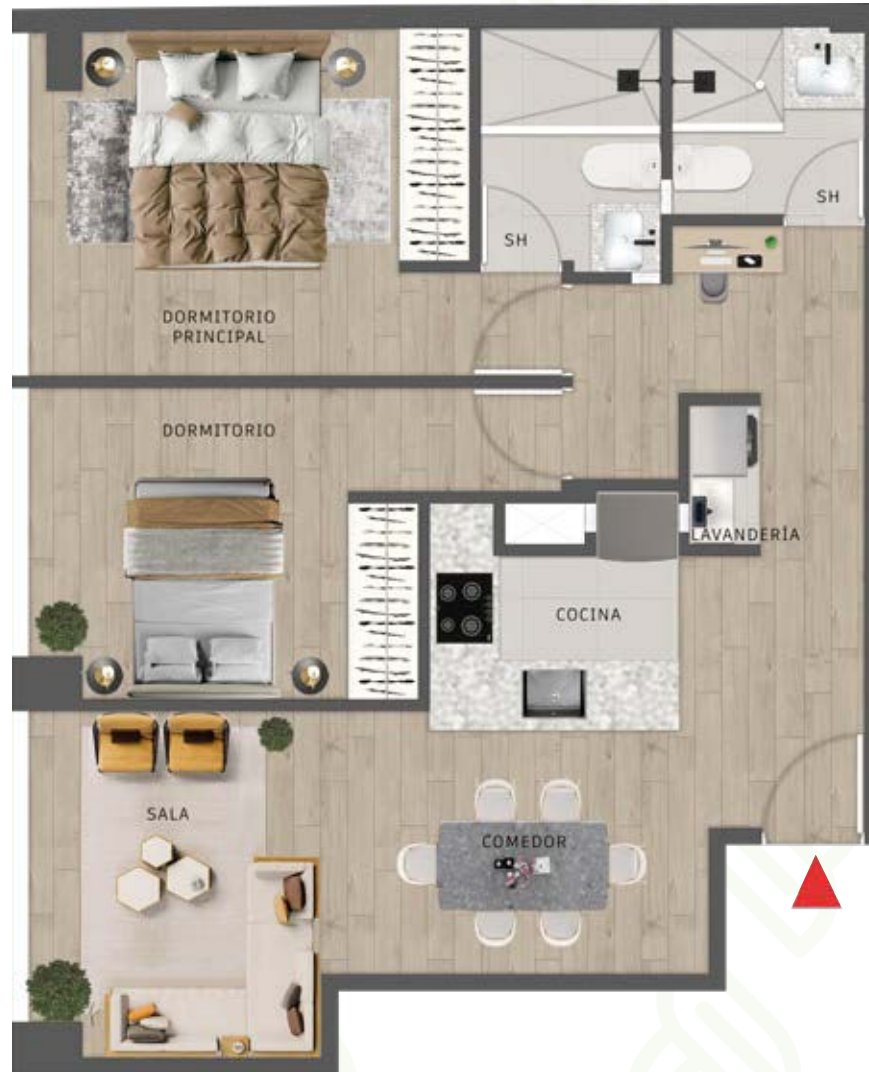 SH
SH
DORMITORIO
PRINCIPAL
DORMITORIO
LAVANDERÍA
COCINA
SALA
COMEDOR